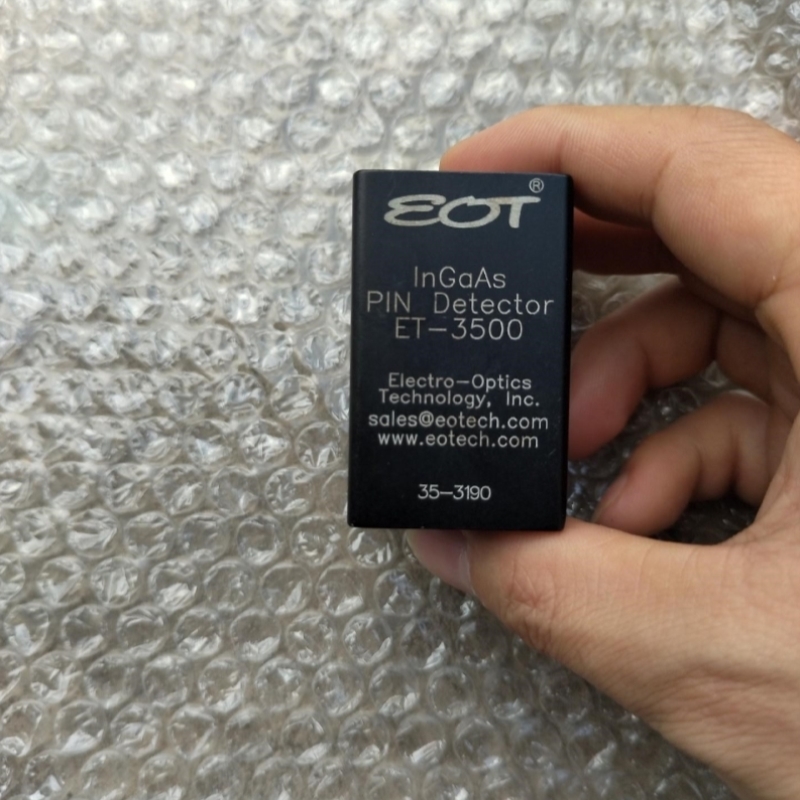 EOT®
InGaAs
PIN Detector
ET-3500
Electro-Optics
Technology, Inc.
sales@eotech.com
www.eotech.com
35-3190